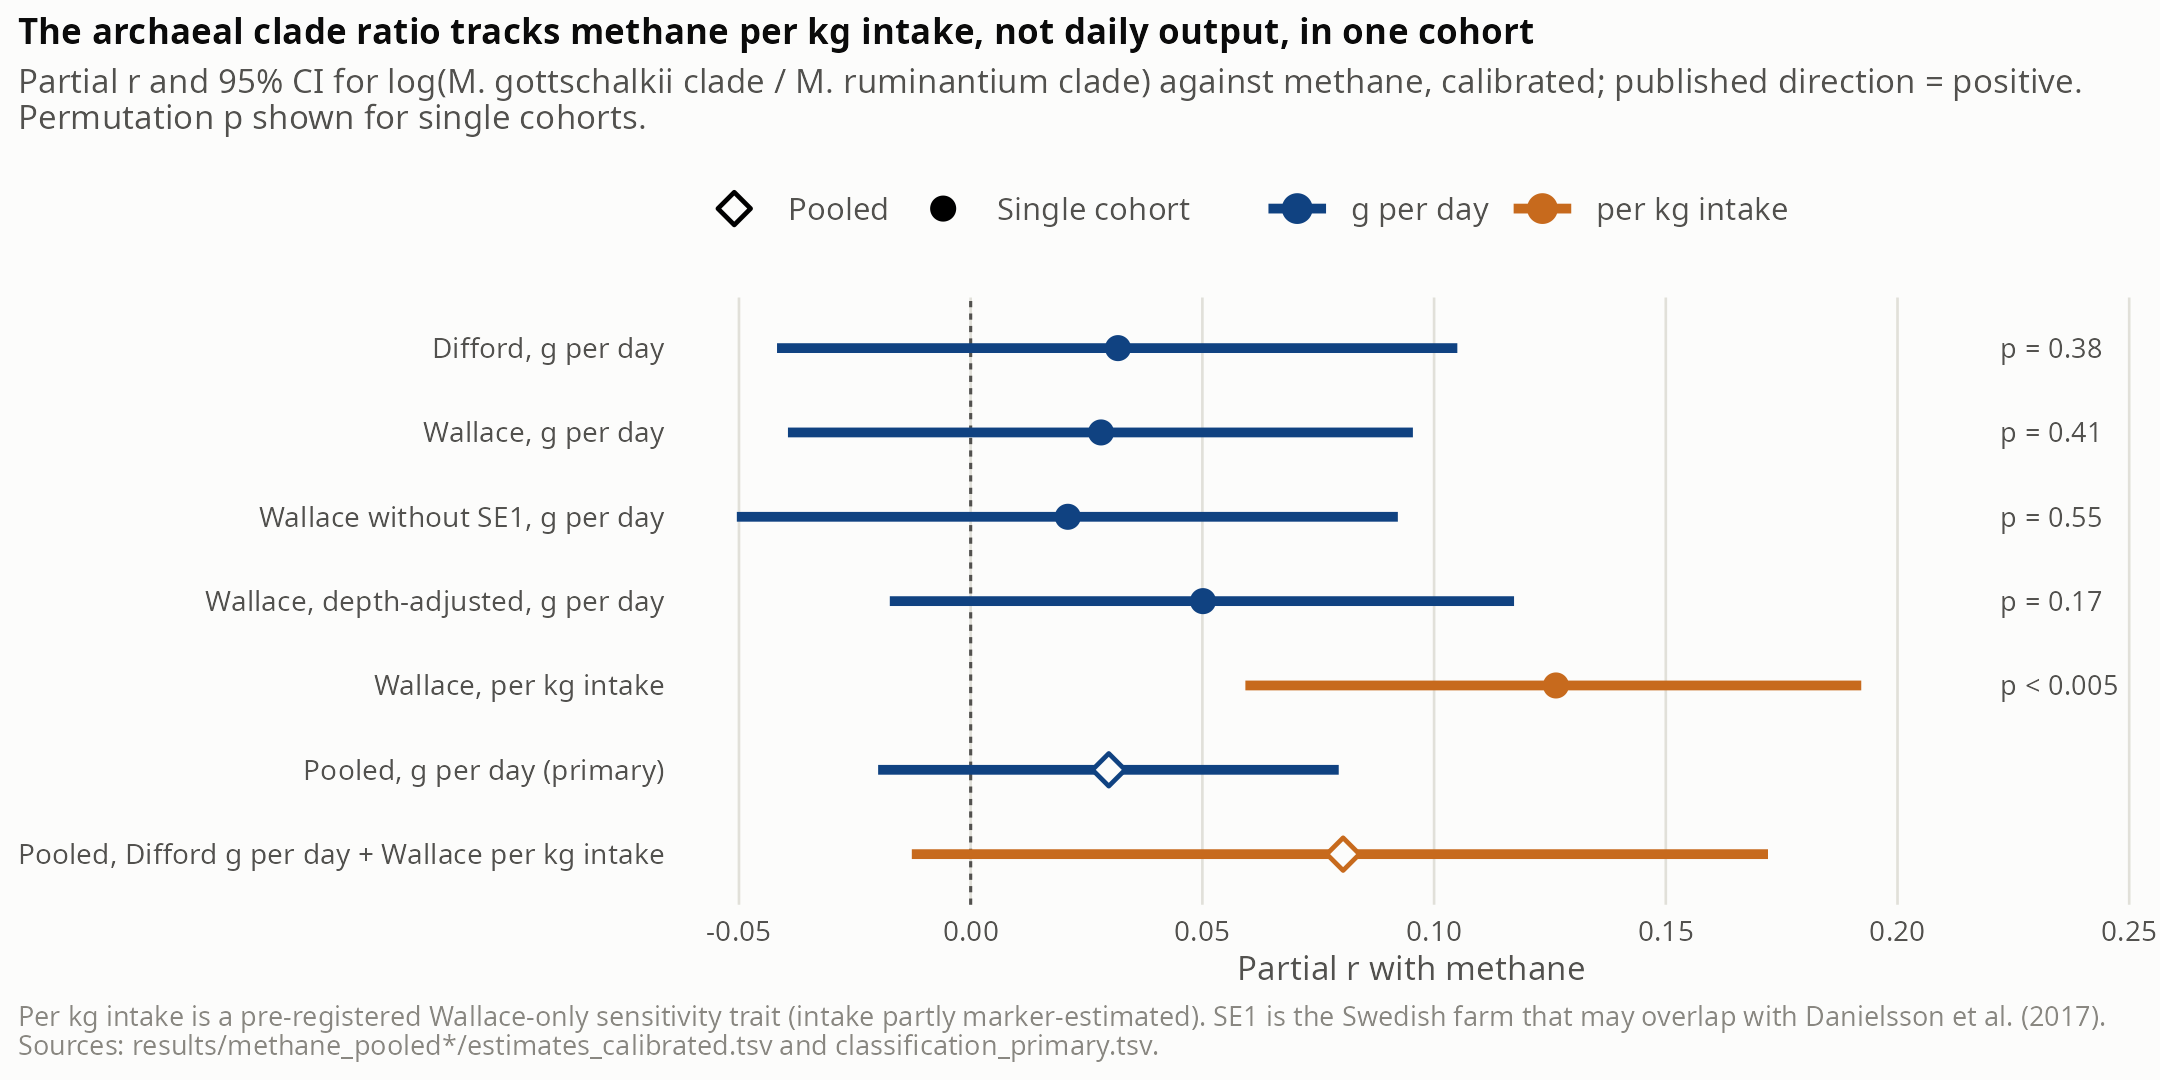 The archaeal clade ratio tracks methane per kg intake, not daily output, in one cohort
Partial r and 95% CI for log(M. gottschalkii clade / M. ruminantium clade) against methane, calibrated; published direction = positive.
Permutation p shown for single cohorts.
Pooled Single cohort g per day per kg intake
Difford, g per day p = 0.38
Wallace, g per day p = 0.41
Wallace without SE1, g per day p = 0.55
Wallace, depth-adjusted, g per day p = 0.17
Wallace, per kg intake p < 0.005
Pooled, g per day (primary)
Pooled, Difford g per day + Wallace per kg intake
-0.05 0.00 0.05 0.10 0.15 0.20 0.25
Partial r with methane
Per kg intake is a pre-registered Wallace-only sensitivity trait (intake partly marker-estimated). SE1 is the Swedish farm that may overlap with Danielsson et al. (2017).
Sources: results/methane_pooled*/estimates_calibrated.tsv and classification_primary.tsv.